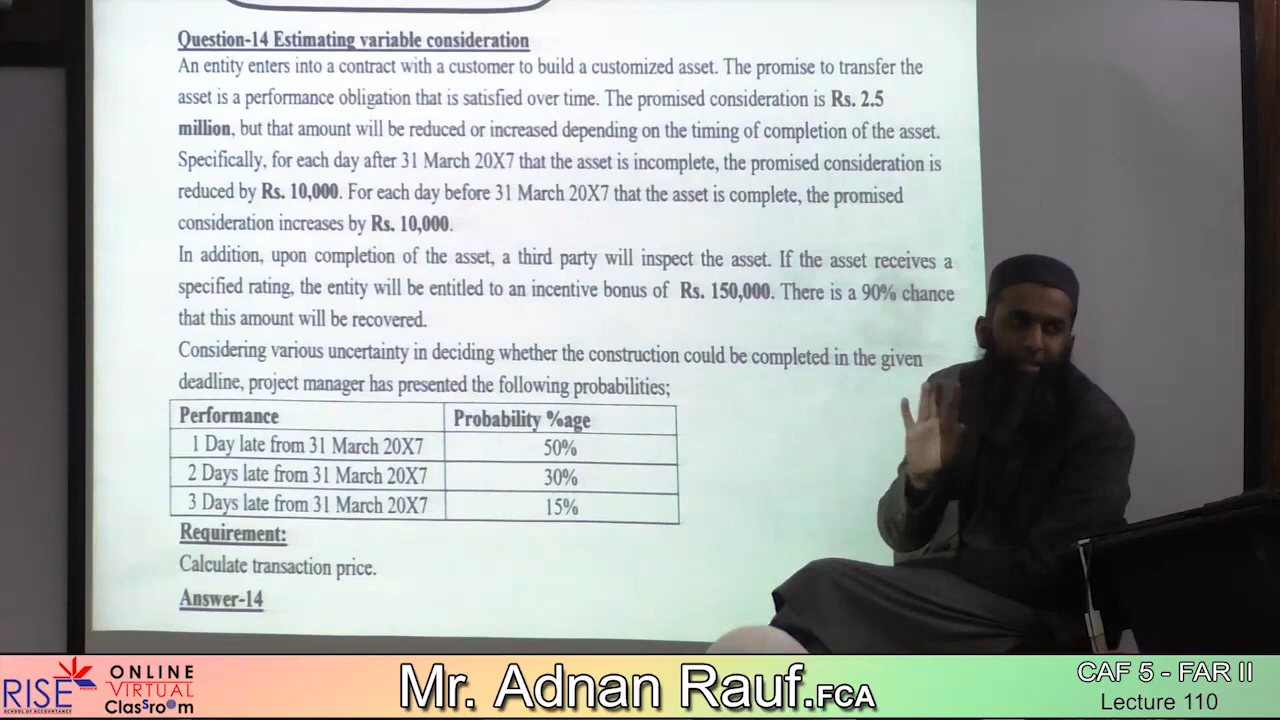 Question-14 Estimating variable consideration
An entity enters into a contract with a customer to build a customized asset. The promise to transfer the
asset is a performance obligation that is satisfied over time. The promised consideration is Rs. 2.5
million, but that amount will be reduced or increased depending on the timing of completion of the asset.
Specifically, for each day after 31 March 20X7 that the asset is incomplete, the promised consideration is
reduced by Rs. 10,000. For each day before 31 March 20X7 that the asset is complete, the promised
consideration increases by Rs. 10,000.
In addition, upon completion of the asset, a third party will inspect the asset. If the asset receives a
specified rating, the entity will be entitled to an incentive bonus of Rs. 150,000. There is a 90% chance
that this amount will be recovered.
Considering various uncertainty in deciding whether the construction could be completed in the given
deadline, project manager has presented the following probabilities;
Performance Probability %age
1 Day late from 31 March 20X7 50%
2 Days late from 31 March 20X7 30%
3 Days late from 31 March 20X7 15%
Requirement:
Calculate transaction price.
Answer-14
RISE PREMIER
SCHOOL OF ACCOUNTANCY
ONLINE
VIRTUAL
Classroom
Mr. Adnan Rauf.FCA
CAF 5 - FAR II
Lecture 110